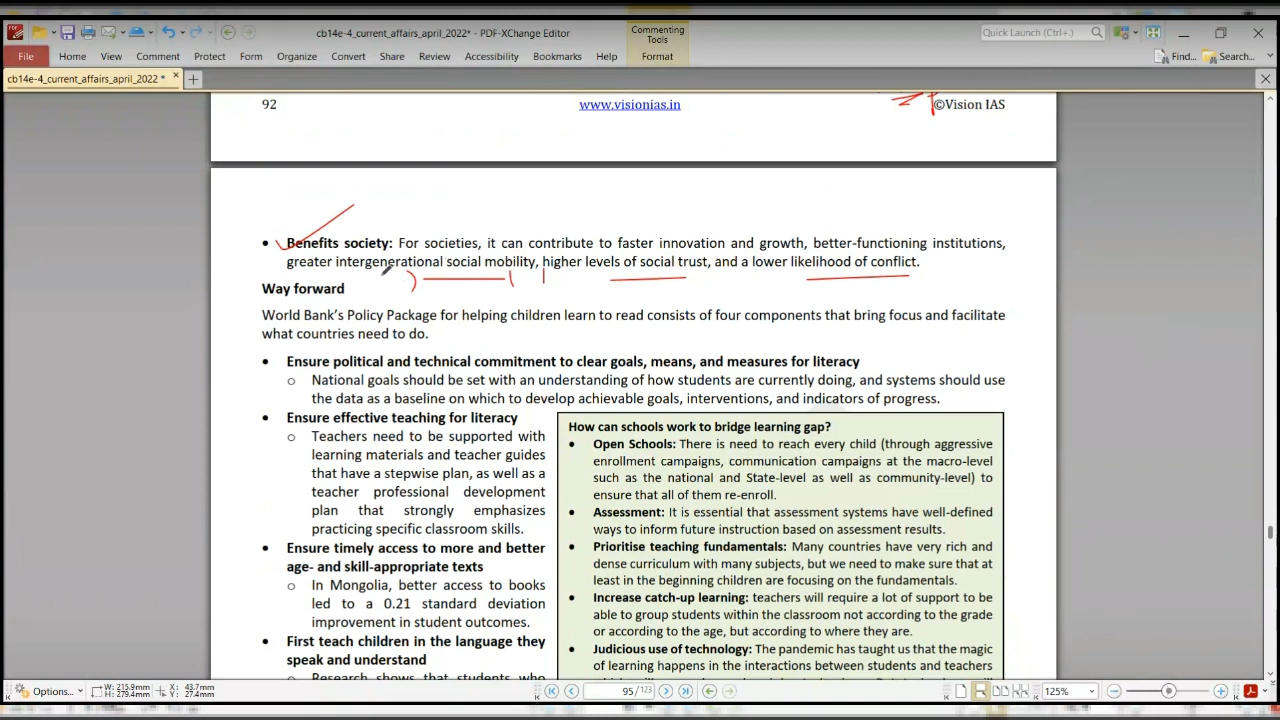 cb14e-4_current_affairs_april_2022* - PDF-XChange Editor
Commenting Tools
Quick Launch (Ctrl+.)
File Home View Comment Protect Form Organize Convert Share Review Accessibility Bookmarks Help Format Find... Search...
cb14e-4_current_affairs_april_2022 *
92 www.visionias.in ©Vision IAS
• Benefits society: For societies, it can contribute to faster innovation and growth, better-functioning institutions,
greater intergenerational social mobility, higher levels of social trust, and a lower likelihood of conflict.
Way forward
World Bank's Policy Package for helping children learn to read consists of four components that bring focus and facilitate
what countries need to do.
• Ensure political and technical commitment to clear goals, means, and measures for literacy
o National goals should be set with an understanding of how students are currently doing, and systems should use
the data as a baseline on which to develop achievable goals, interventions, and indicators of progress.
• Ensure effective teaching for literacy
o Teachers need to be supported with
learning materials and teacher guides
that have a stepwise plan, as well as a
teacher professional development
plan that strongly emphasizes
practicing specific classroom skills.
• Ensure timely access to more and better
age- and skill-appropriate texts
o In Mongolia, better access to books
led to a 0.21 standard deviation
improvement in student outcomes.
• First teach children in the language they
speak and understand
o Research shows that students who
How can schools work to bridge learning gap?
• Open Schools: There is need to reach every child (through aggressive
enrollment campaigns, communication campaigns at the macro-level
such as the national and State-level as well as community-level) to
ensure that all of them re-enroll.
• Assessment: It is essential that assessment systems have well-defined
ways to inform future instruction based on assessment results.
• Prioritise teaching fundamentals: Many countries have very rich and
dense curriculum with many subjects, but we need to make sure that at
least in the beginning children are focusing on the fundamentals.
• Increase catch-up learning: teachers will require a lot of support to be
able to group students within the classroom not according to the grade
or according to the age, but according to where they are.
• Judicious use of technology: The pandemic has taught us that the magic
of learning happens in the interactions between students and teachers
Options... W: 215.9mm H: 279.4mm X: 43.7mm Y: 27.4mm 95 / 123 125%